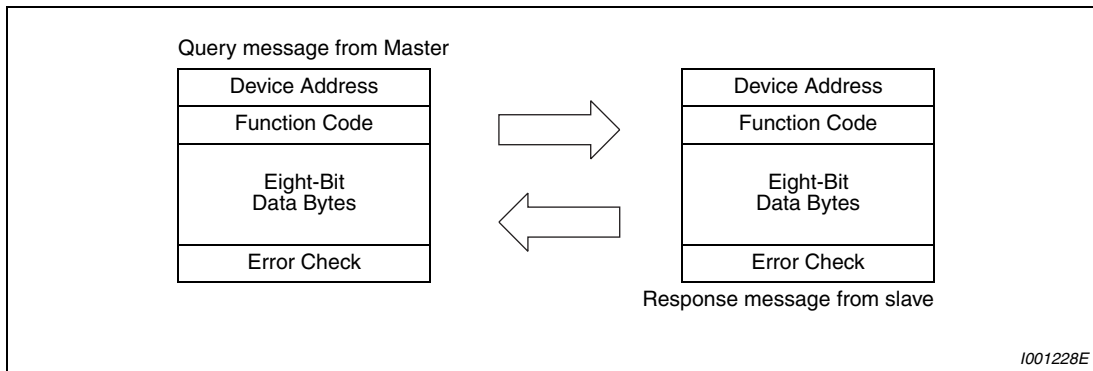 Query message from Master
Device Address
Function Code
Eight-Bit
Data Bytes
Error Check
Device Address
Function Code
Eight-Bit
Data Bytes
Error Check
Response message from slave
I001228E